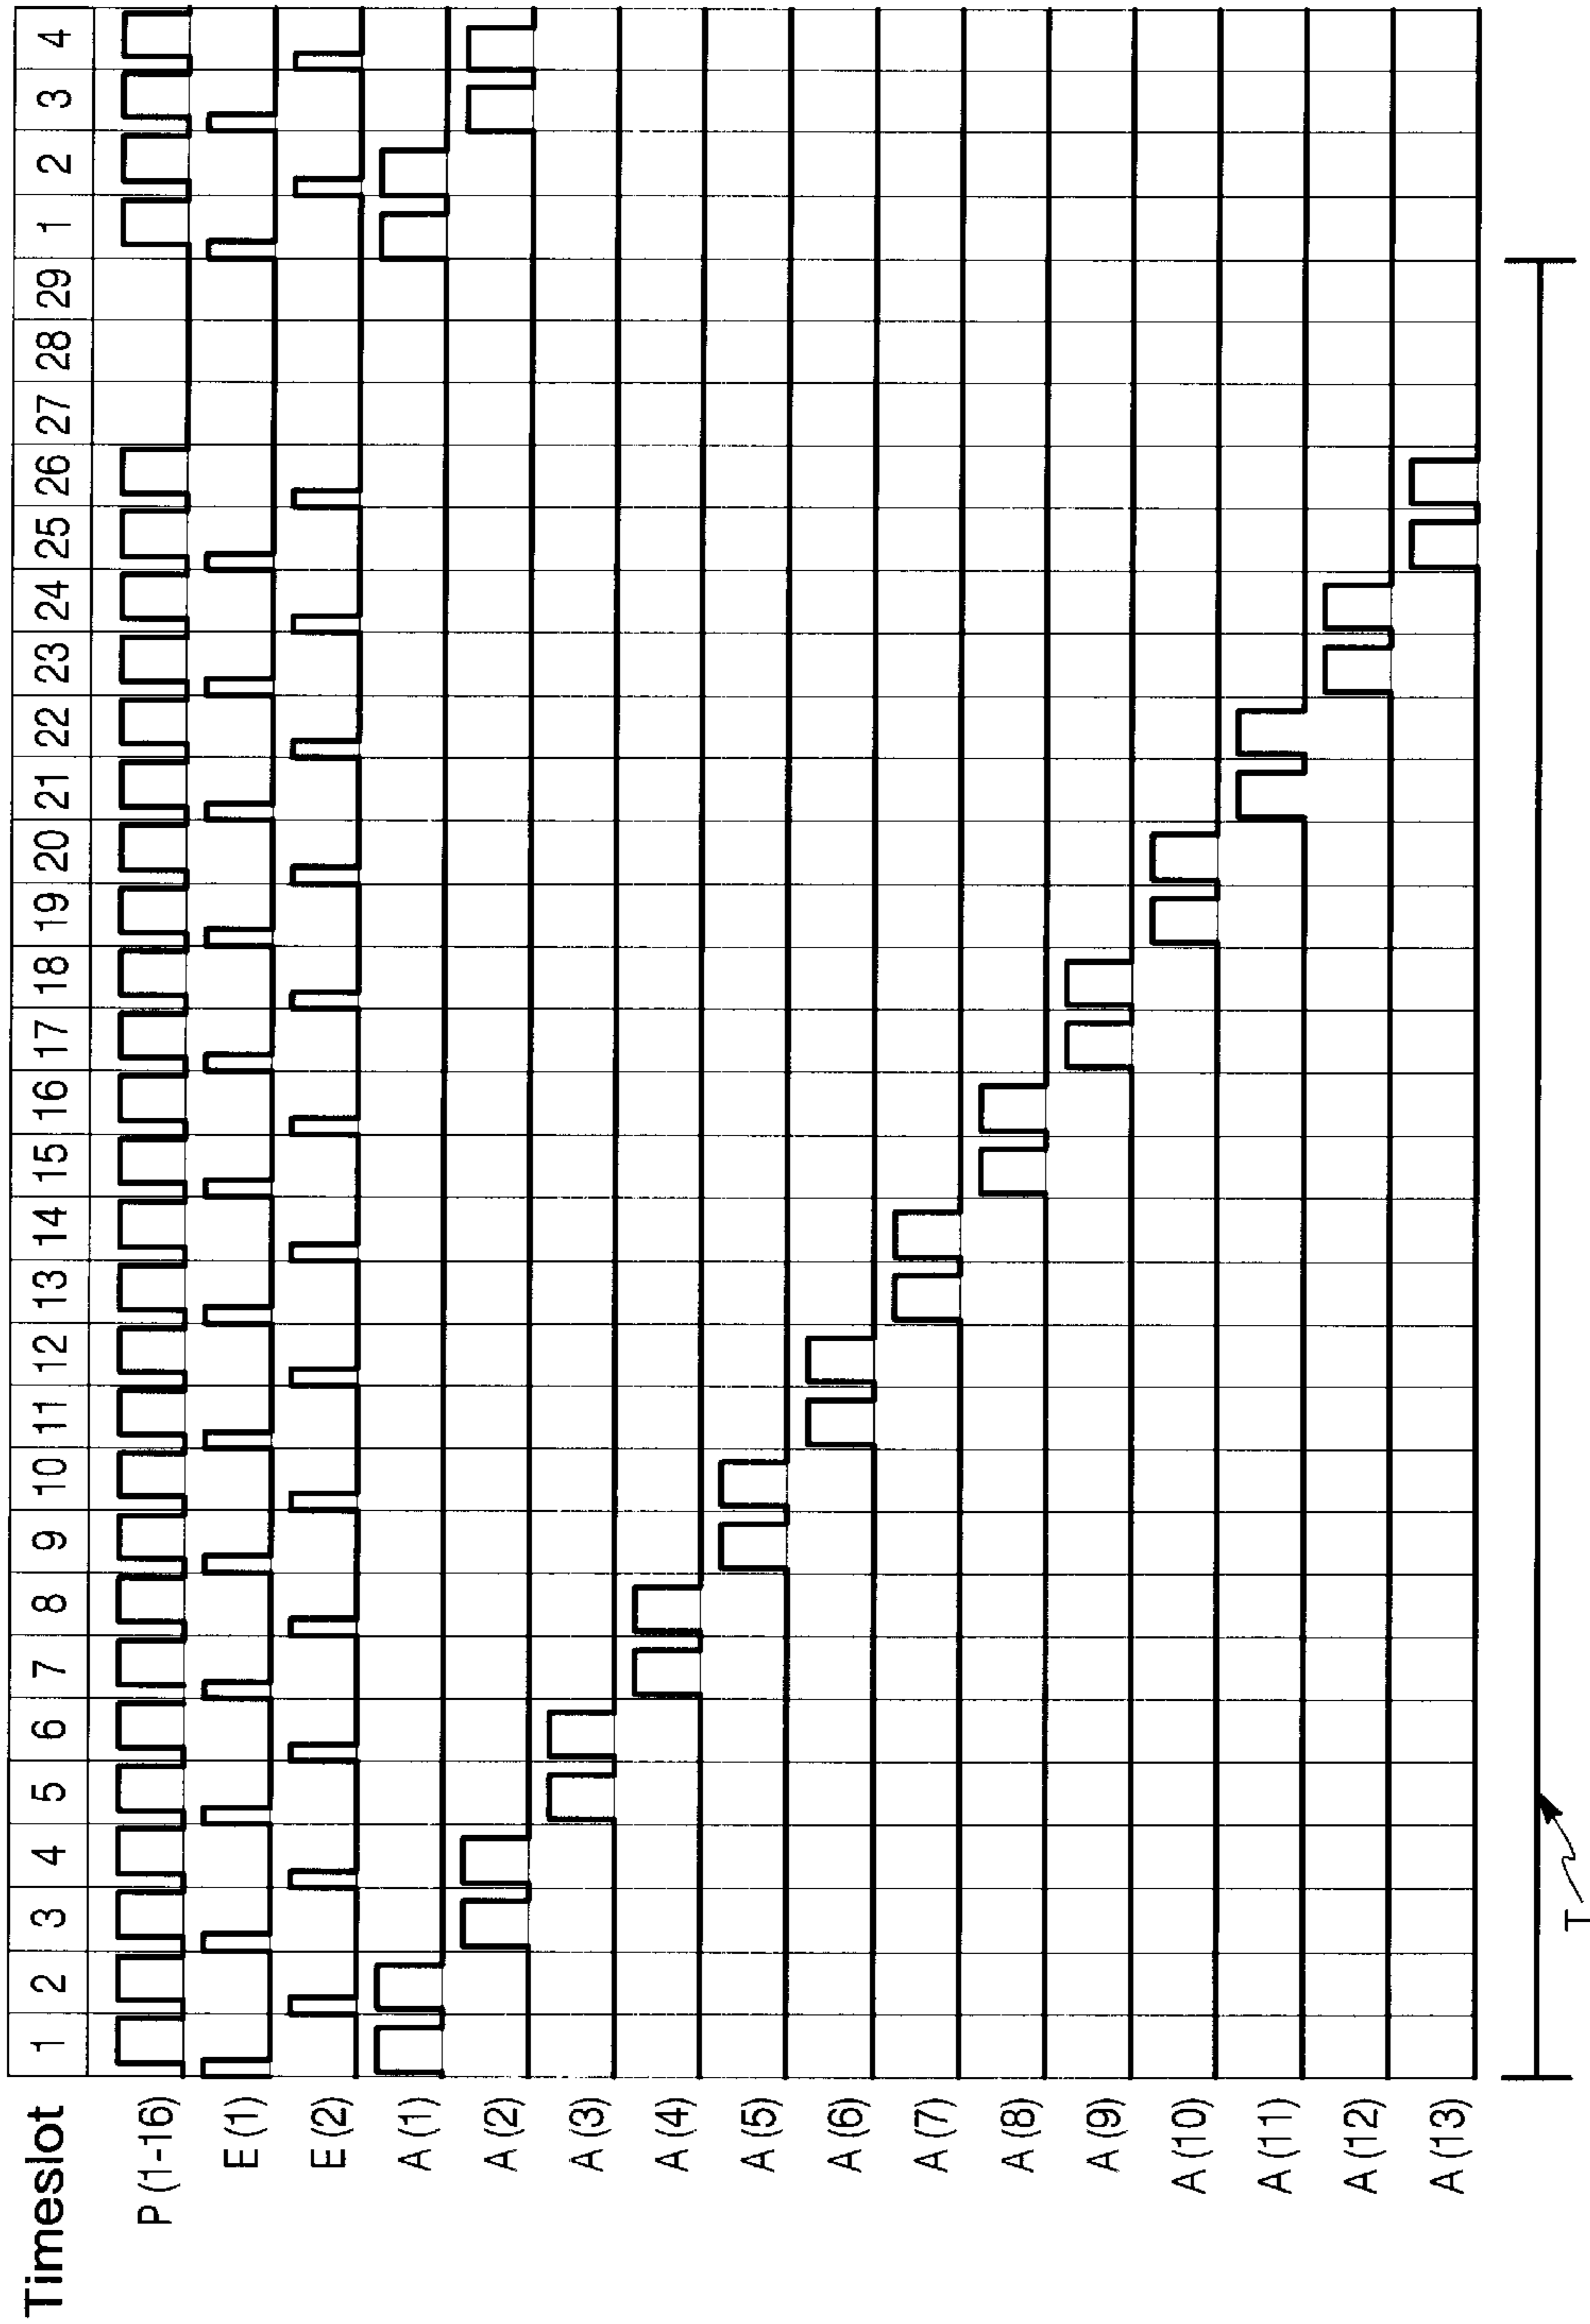 Timeslot 1 2 3 4 5 6 7 8 9 10 11 12 13 14 15 16 17 18 19 20 21 22 23 24 25 26 27 28 29 1 2 3 4
P (1-16)
E (1)
E (2)
A (1)
A (2)
A (3)
A (4)
A (5)
A (6)
A (7)
A (8)
A (9)
A (10)
A (11)
A (12)
A (13)
T